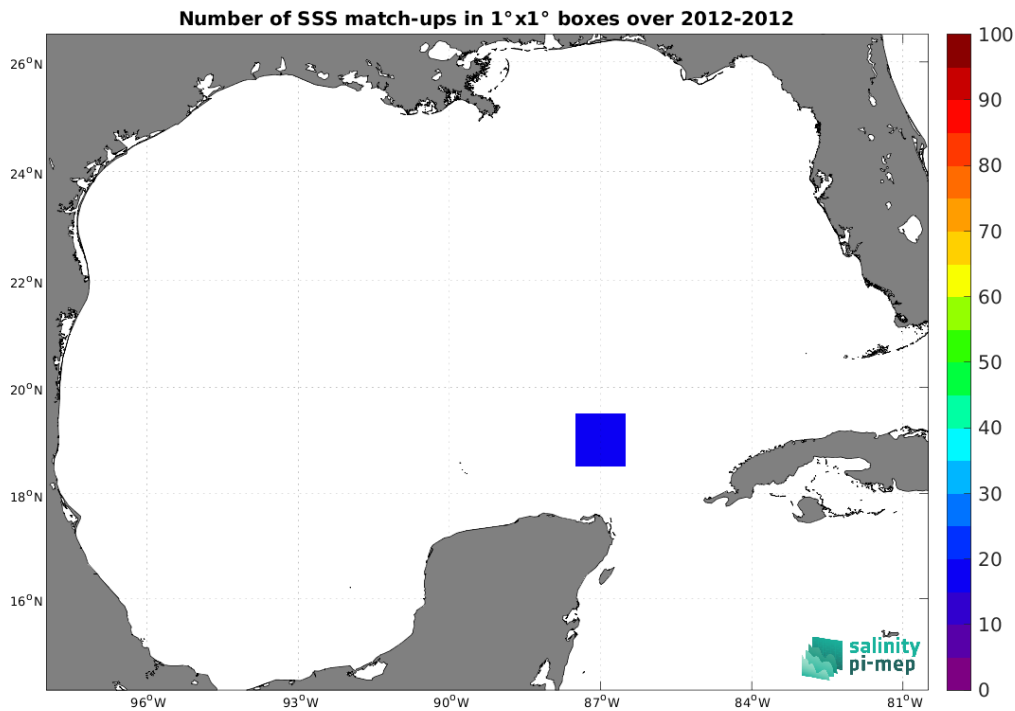 Number of SSS match-ups in 1°x1° boxes over 2012-2012
26°N
24°N
22°N
20°N
18°N
16°N
96°W
93°W
90°W
87°W
84°W
81°W
100
90
80
70
60
50
40
30
20
10
0
salinity
pi-mep